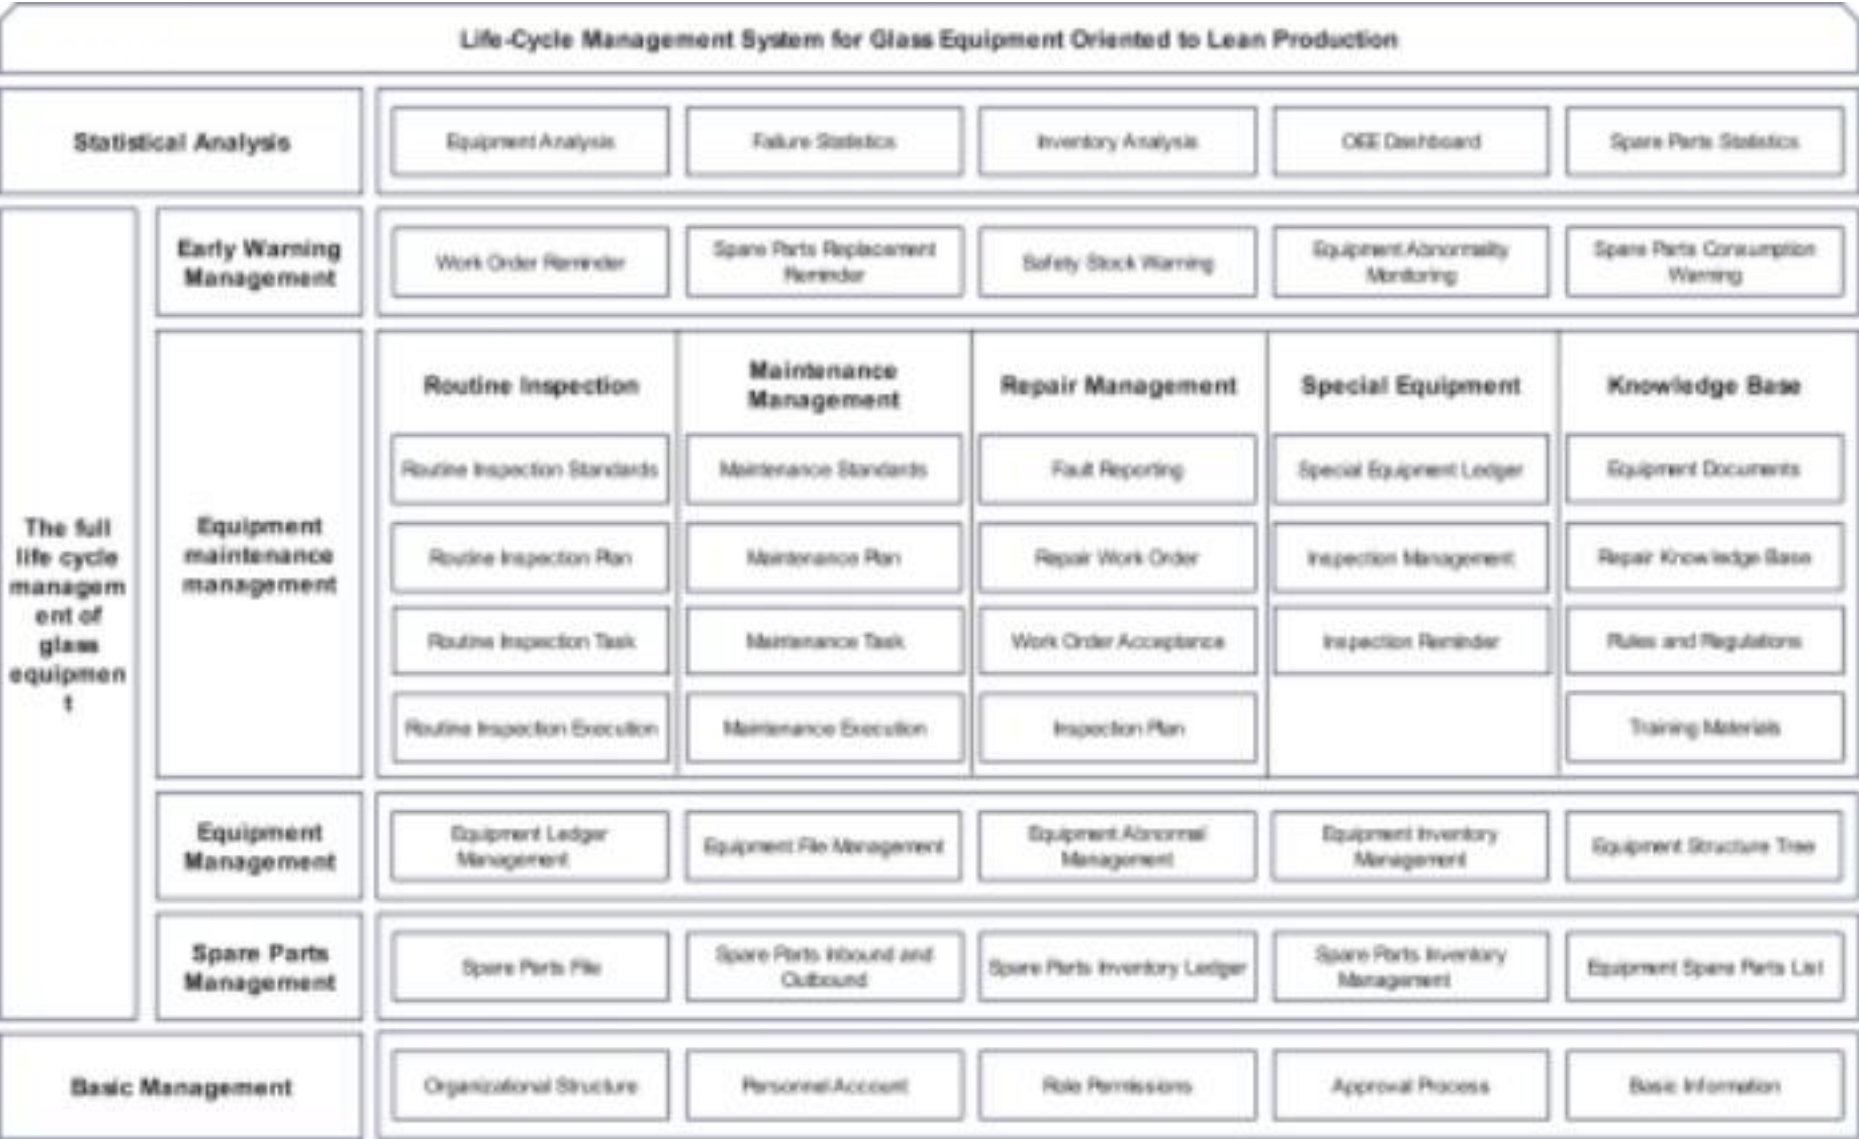 Life-Cycle Management System for Glass Equipment Oriented to Lean Production
Statistical Analysis
Equipment Analysis
Failure Statistics
Inventory Analysis
OEE Dashboard
Spare Parts Statistics
The full
life cycle
managem
ent of
glass
equipmen
t
Early Warning
Management
Work Order Reminder
Spare Parts Replacement
Reminder
Safety Stock Warning
Equipment Abnormality
Monitoring
Spare Parts Consumption
Warning
Equipment
maintenance
management
Routine Inspection
Routine Inspection Standards
Routine Inspection Plan
Routine Inspection Task
Routine Inspection Execution
Maintenance
Management
Maintenance Standards
Maintenance Plan
Maintenance Task
Maintenance Execution
Repair Management
Fault Reporting
Repair Work Order
Work Order Acceptance
Inspection Plan
Special Equipment
Special Equipment Ledger
Inspection Management
Inspection Reminder
Knowledge Base
Equipment Documents
Repair Knowledge Base
Rules and Regulations
Training Materials
Equipment
Management
Equipment Ledger
Management
Equipment File Management
Equipment Abnormal
Management
Equipment Inventory
Management
Equipment Structure Tree
Spare Parts
Management
Spare Parts File
Spare Parts Inbound and
Outbound
Spare Parts Inventory Ledger
Spare Parts Inventory
Management
Equipment Spare Parts List
Basic Management
Organizational Structure
Personnel Account
Role Permissions
Approval Process
Basic Information